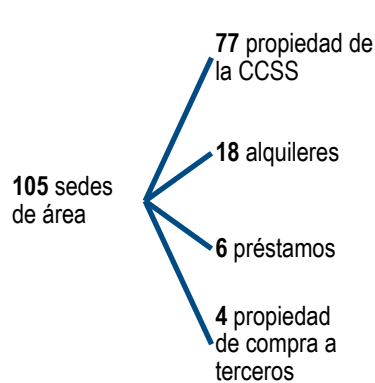 105 sedes
de área
77 propiedad de
la CCSS
18 alquileres
6 préstamos
4 propiedad
de compra a
terceros